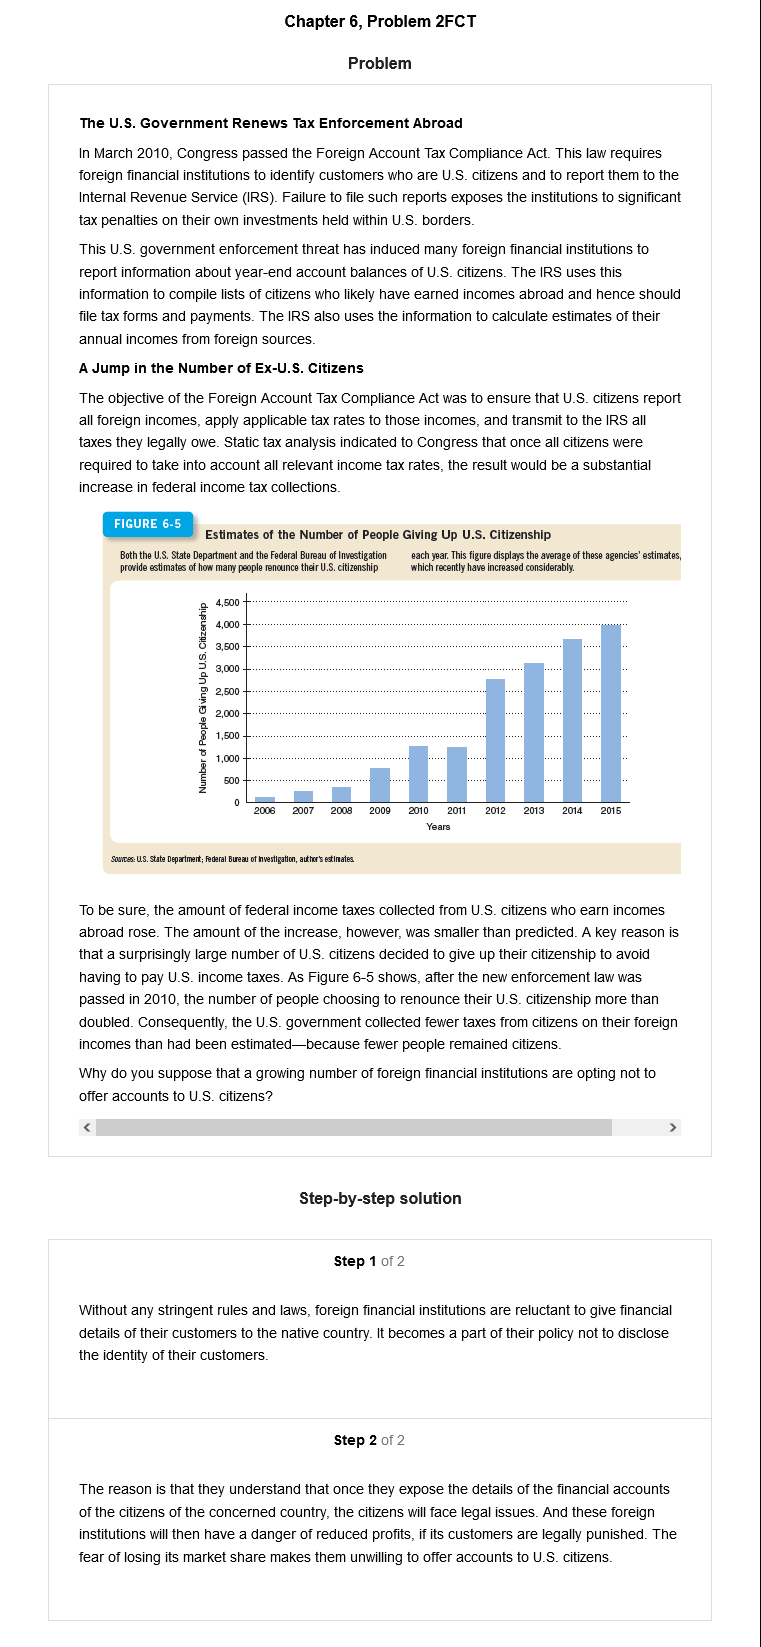 Chapter 6, Problem 2FCT
Problem
The U.S. Government Renews Tax Enforcement Abroad
In March 2010, Congress passed the Foreign Account Tax Compliance Act. This law requires
foreign financial institutions to identify customers who are U.S. citizens and to report them to the
Internal Revenue Service (IRS). Failure to file such reports exposes the institutions to significant
tax penalties on their own investments held within U.S. borders.
This U.S. government enforcement threat has induced many foreign financial institutions to
report information about year-end account balances of U.S. citizens. The IRS uses this
information to compile lists of citizens who likely have earned incomes abroad and hence should
file tax forms and payments. The IRS also uses the information to calculate estimates of their
annual incomes from foreign sources.
A Jump in the Number of Ex-U.S. Citizens
The objective of the Foreign Account Tax Compliance Act was to ensure that U.S. citizens report
all foreign incomes, apply applicable tax rates to those incomes, and transmit to the IRS all
taxes they legally owe. Static tax analysis indicated to Congress that once all citizens were
required to take into account all relevant income tax rates, the result would be a substantial
increase in federal income tax collections.
FIGURE 6-5
Estimates of the Number of People Giving Up U.S. Citizenship
Both the U.S. State Department and the Federal Bureau of Investigation
provide estimates of how many people renounce their U.S. citizenship
each year. This figure displays the average of these agencies' estimates,
which recently have increased considerably.
Number of People Giving Up U.S. Citizenship
4,500
4,000
3,500
3,000
2,500
2,000
1,500
1,000
500
0
2006 2007 2008 2009 2010 2011 2012 2013 2014 2015
Years
Sources: U.S. State Department; Federal Bureau of Investigation, author's estimates.
To be sure, the amount of federal income taxes collected from U.S. citizens who earn incomes
abroad rose. The amount of the increase, however, was smaller than predicted. A key reason is
that a surprisingly large number of U.S. citizens decided to give up their citizenship to avoid
having to pay U.S. income taxes. As Figure 6-5 shows, after the new enforcement law was
passed in 2010, the number of people choosing to renounce their U.S. citizenship more than
doubled. Consequently, the U.S. government collected fewer taxes from citizens on their foreign
incomes than had been estimated—because fewer people remained citizens.
Why do you suppose that a growing number of foreign financial institutions are opting not to
offer accounts to U.S. citizens?
Step-by-step solution
Step 1 of 2
Without any stringent rules and laws, foreign financial institutions are reluctant to give financial
details of their customers to the native country. It becomes a part of their policy not to disclose
the identity of their customers.
Step 2 of 2
The reason is that they understand that once they expose the details of the financial accounts
of the citizens of the concerned country, the citizens will face legal issues. And these foreign
institutions will then have a danger of reduced profits, if its customers are legally punished. The
fear of losing its market share makes them unwilling to offer accounts to U.S. citizens.